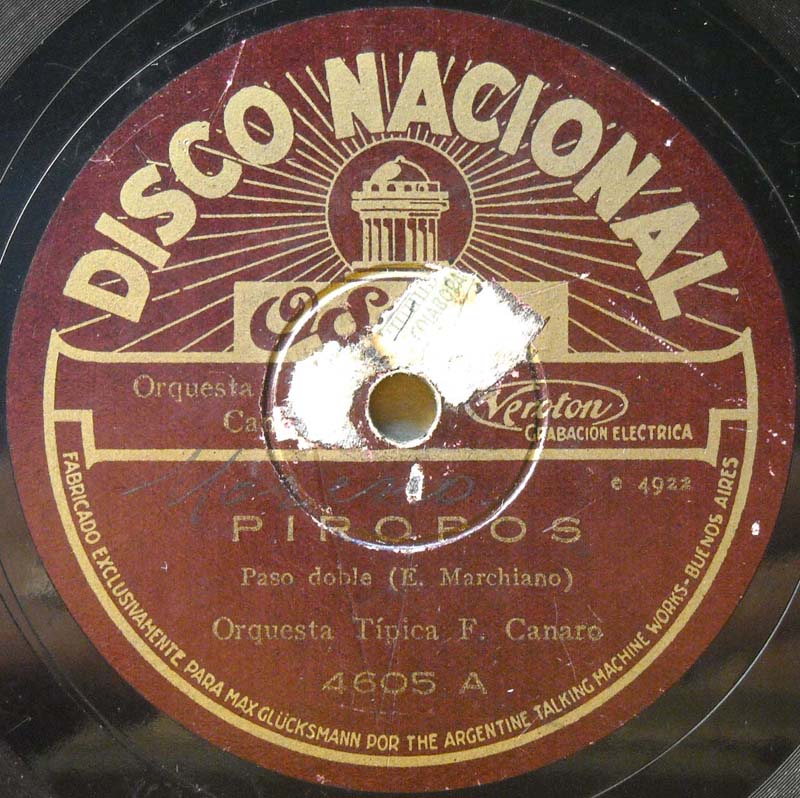 DISCO NACIONAL
Orquesta
Veroton
GRABACIÓN ELECTRICA
e 4922
PIROPOS
Paso doble (E. Marchiano)
Orquesta Típica F. Canaro
4605 A
FABRICADO EXCLUSIVAMENTE PARA MAX GLÜCKSMANN POR THE ARGENTINE TALKING MACHINE WORKS-BUENOS AIRES